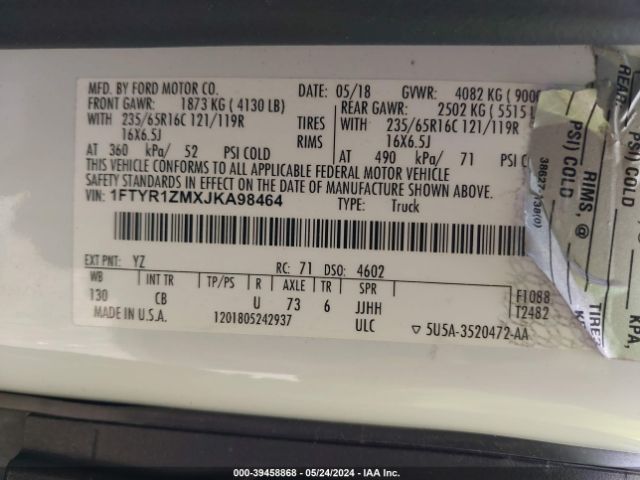 MFD. BY FORD MOTOR CO. DATE: 05/18 GVWR: 4082 KG ( 9000
FRONT GAWR: 1873 KG ( 4130 LB) REAR GAWR: 2502 KG ( 5515 L
WITH 235/65R16C 121/119R TIRES WITH 235/65R16C 121/119R
16X6.5J RIMS 16X6.5J
AT 360 kPa/ 52 PSI COLD AT 490 kPa/ 71 PSI COLD
THIS VEHICLE CONFORMS TO ALL APPLICABLE FEDERAL MOTOR VEHICLE
SAFETY STANDARDS IN EFFECT ON THE DATE OF MANUFACTURE SHOWN ABOVE.
VIN: 1FTYR1ZMXJKA98464 TYPE: Truck
EXT PNT: YZ RC: 71 DSO: 4602
WB INT TR TP/PS R AXLE TR SPR
130 CB U 73 6 JJHH
F1088
T2482
MADE IN U.S.A. 1201805242937 ULC 5U5A-3520472-AA
REAR
PSI) COLD
RIMS, @
PSI) COLD
TIRE
KPA,
000-39458868 • 05/24/2024 • IAA Inc.